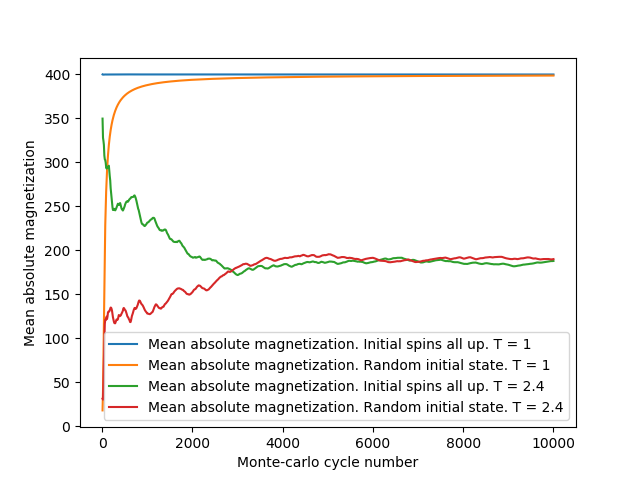 400
350
300
250
200
150
100
50
0
Mean absolute magnetization
Mean absolute magnetization. Initial spins all up. T = 1
Mean absolute magnetization. Random initial state. T = 1
Mean absolute magnetization. Initial spins all up. T = 2.4
Mean absolute magnetization. Random initial state. T = 2.4
0 2000 4000 6000 8000 10000
Monte-carlo cycle number